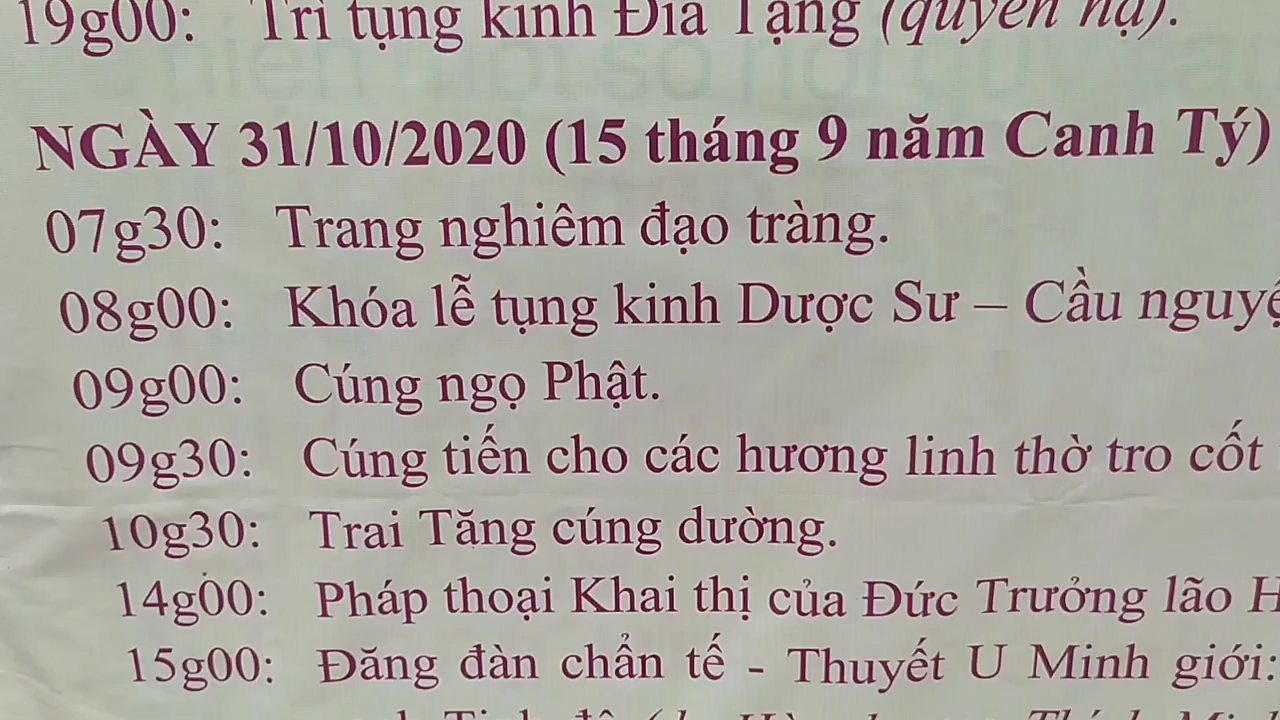 19g00: Trì tụng kinh Địa Tạng (quyển hạ).
NGÀY 31/10/2020 (15 tháng 9 năm Canh Tý)
07g30: Trang nghiêm đạo tràng.
08g00: Khóa lễ tụng kinh Dược Sư – Cầu
09g00: Cúng ngọ Phật.
09g30: Cúng tiến cho các hương linh thờ tro cốt
10g30: Trai Tăng cúng dường.
14g00: Pháp thoại Khai thị của Đức Trưởng lão
15g00: Đăng đàn chẩn tế - Thuyết U Minh giới: